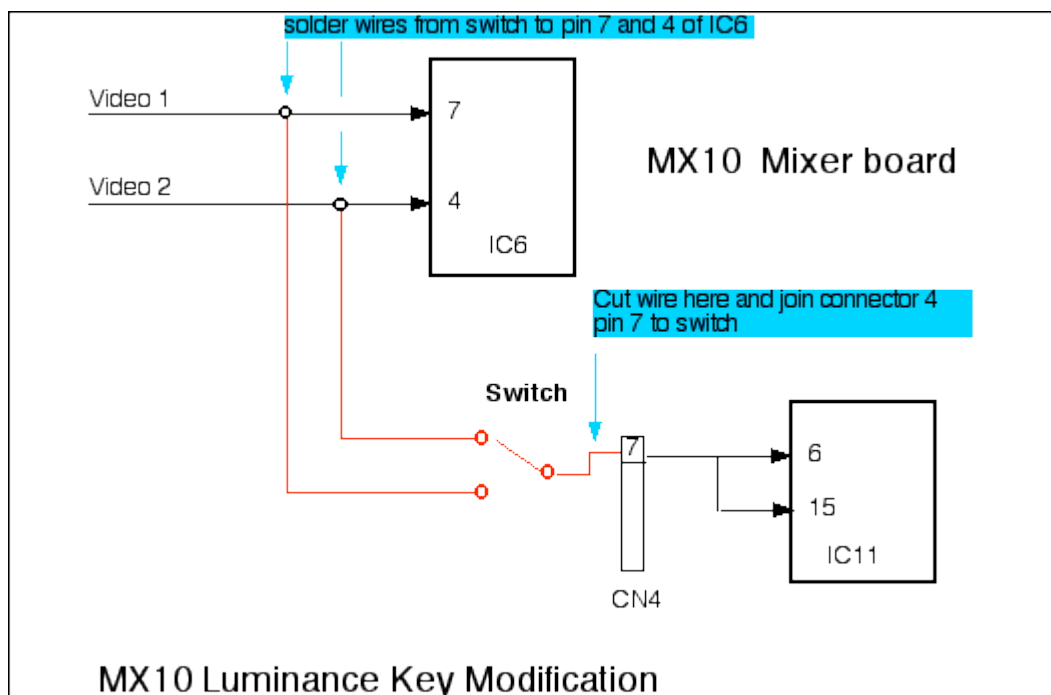 solder wires from switch to pin 7 and 4 of IC6
Video 1
7
MX10 Mixer board
Video 2
4
IC6
Cut wire here and join connector 4
pin 7 to switch
Switch
7
6
15
IC11
CN4
MX10 Luminance Key Modification